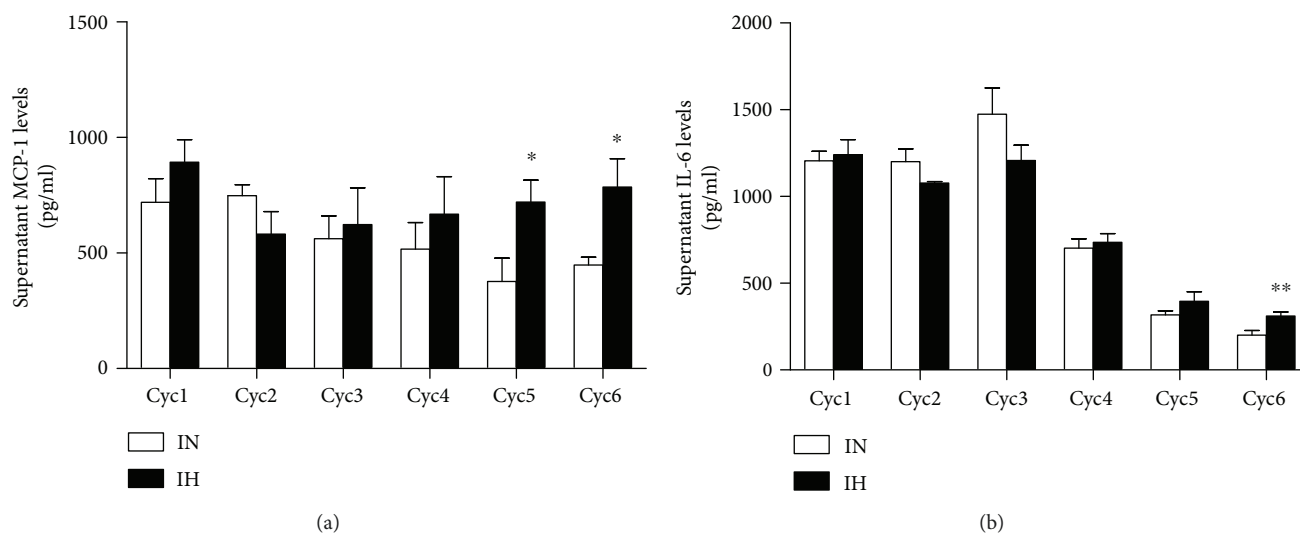 Supernatant MCP-1 levels
(pg/ml)
1500
1000
500
0
*
*
Cyc1 Cyc2 Cyc3 Cyc4 Cyc5 Cyc6
IN
IH
(a)
Supernatant IL-6 levels
(pg/ml)
2000
1500
1000
500
0
**
Cyc1 Cyc2 Cyc3 Cyc4 Cyc5 Cyc6
IN
IH
(b)